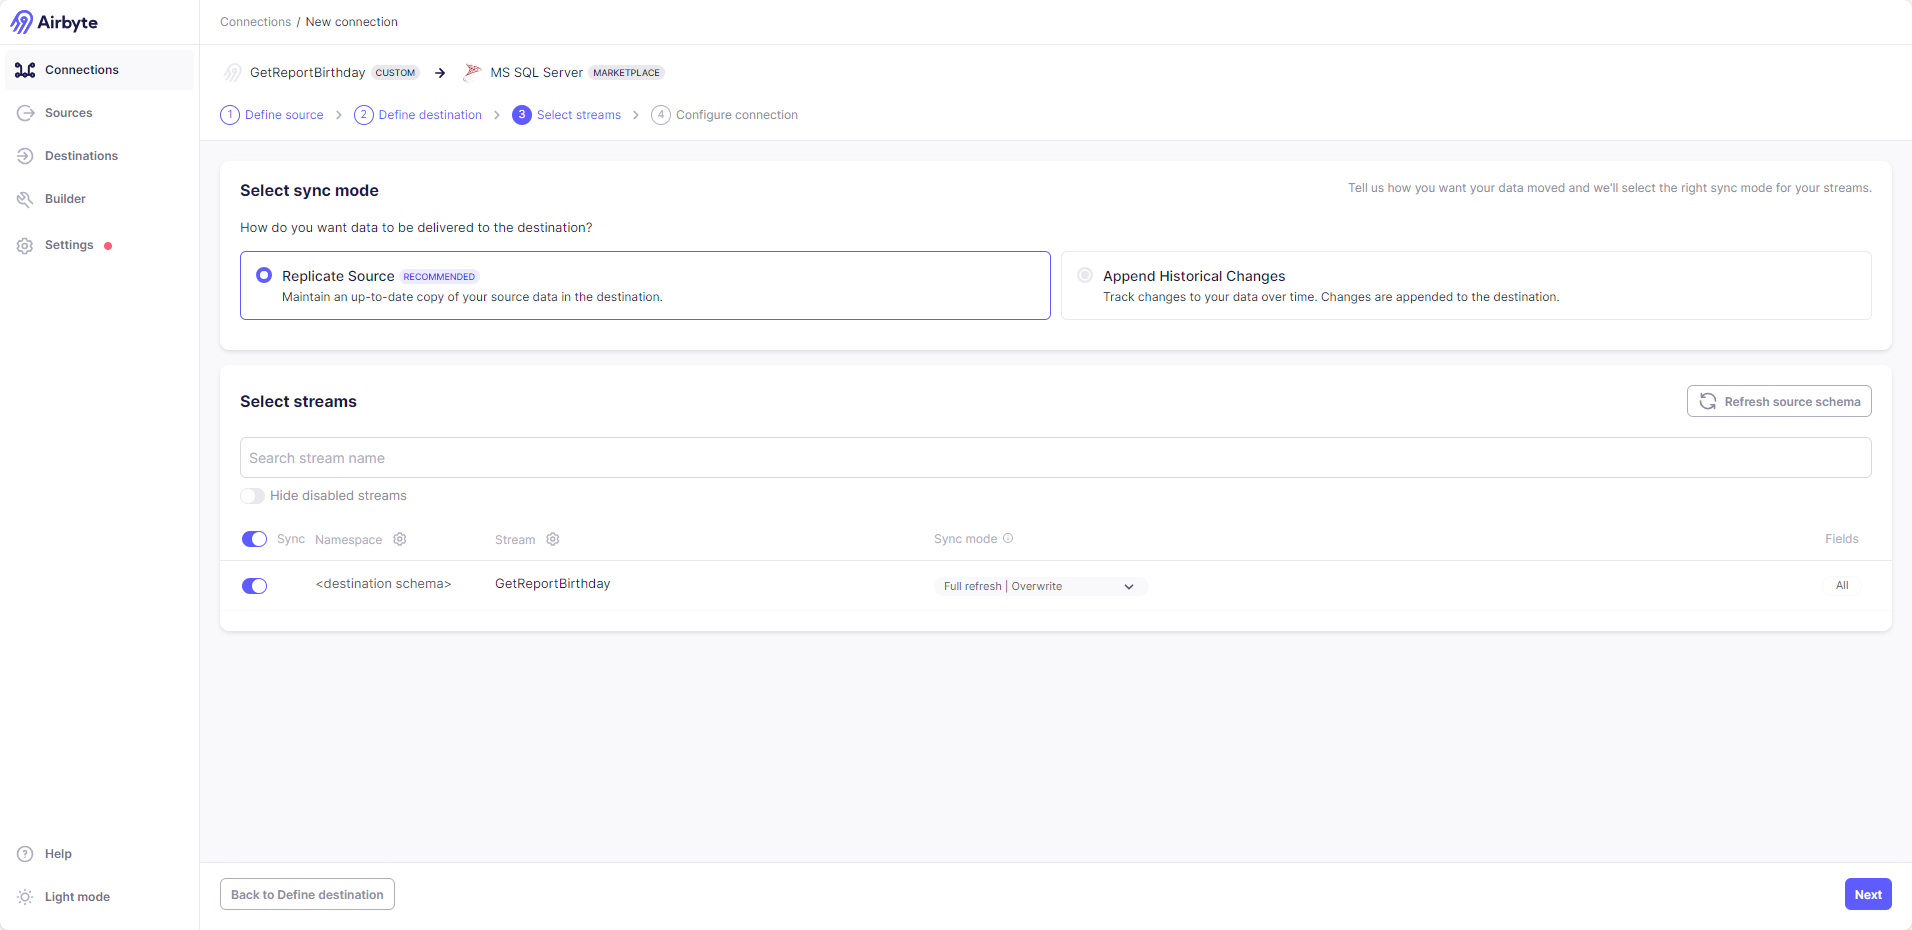 Airbyte
Connections / New connection
Connections
Sources
Destinations
Builder
Settings
GetReportBirthday CUSTOM → MS SQL Server MARKETPLACE
1 Define source > 2 Define destination > 3 Select streams > 4 Configure connection
Select sync mode
Tell us how you want your data moved and we'll select the right sync mode for your streams.
How do you want data to be delivered to the destination?
Replicate Source RECOMMENDED
Maintain an up-to-date copy of your source data in the destination.
Append Historical Changes
Track changes to your data over time. Changes are appended to the destination.
Select streams
Refresh source schema
Search stream name
Hide disabled streams
Sync Namespace Stream Sync mode Fields
<destination schema> GetReportBirthday Full refresh | Overwrite All
Help
Light mode
Back to Define destination
Next